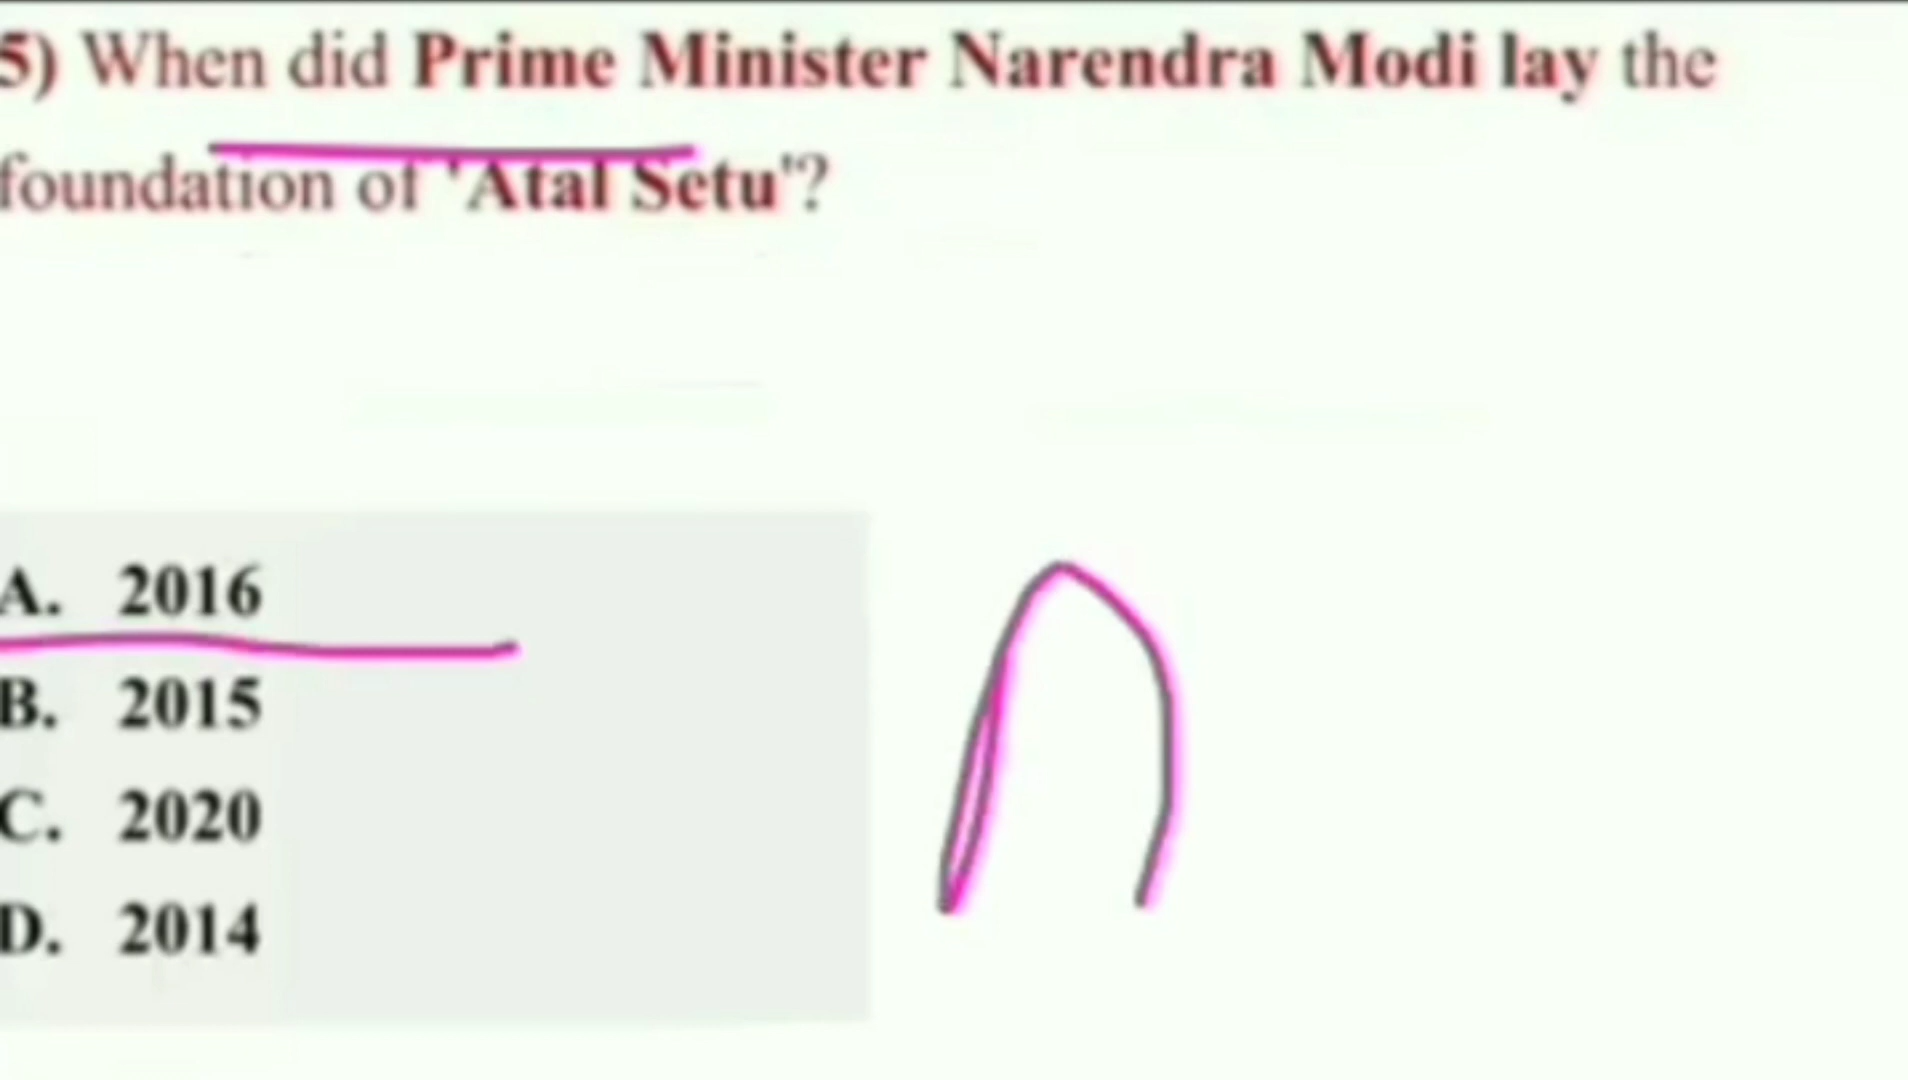 5) When did Prime Minister Narendra Modi lay the
foundation of 'Atal Setu'?
A. 2016
B. 2015
C. 2020
D. 2014